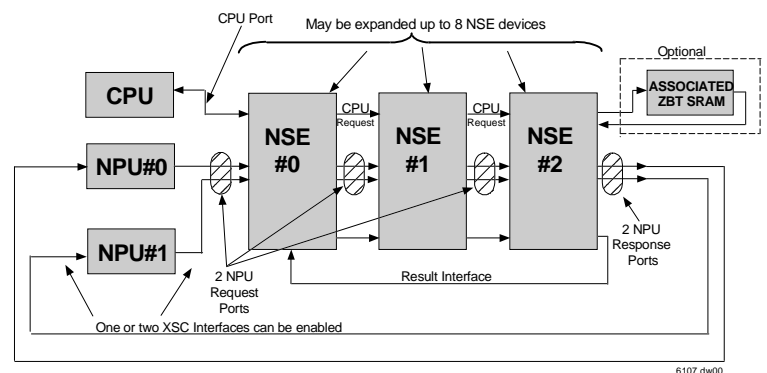 CPU Port
May be expanded up to 8 NSE devices
Optional
CPU
ASSOCIATED
ZBT SRAM
NSE
#0
CPU
Request
NSE
#1
CPU
Request
NSE
#2
NPU#0
NPU#1
2 NPU
Request
Ports
2 NPU
Response
Ports
Result Interface
One or two XSC Interfaces can be enabled
6107 dw00